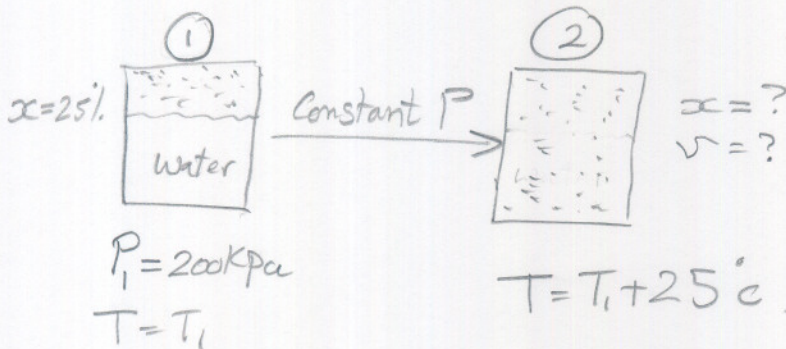 ①
②
x=25%
water
Constant P
x=?
v=?
P₁=200kpa
T=T₁
T=T₁+25°c